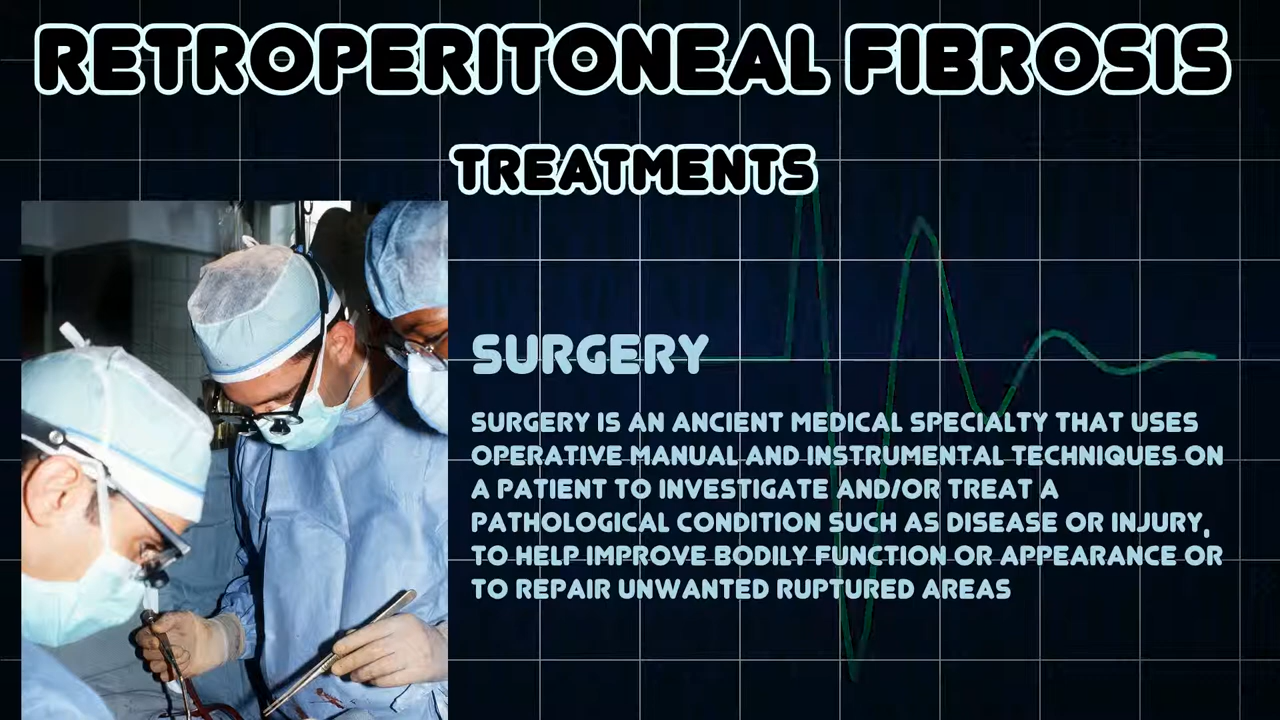 RETROPERITONEAL FIBROSIS
TREATMENTS
SURGERY
SURGERY IS AN ANCIENT MEDICAL SPECIALTY THAT USES
OPERATIVE MANUAL AND INSTRUMENTAL TECHNIQUES ON
A PATIENT TO INVESTIGATE AND/OR TREAT A
PATHOLOGICAL CONDITION SUCH AS DISEASE OR INJURY,
TO HELP IMPROVE BODILY FUNCTION OR APPEARANCE OR
TO REPAIR UNWANTED RUPTURED AREAS